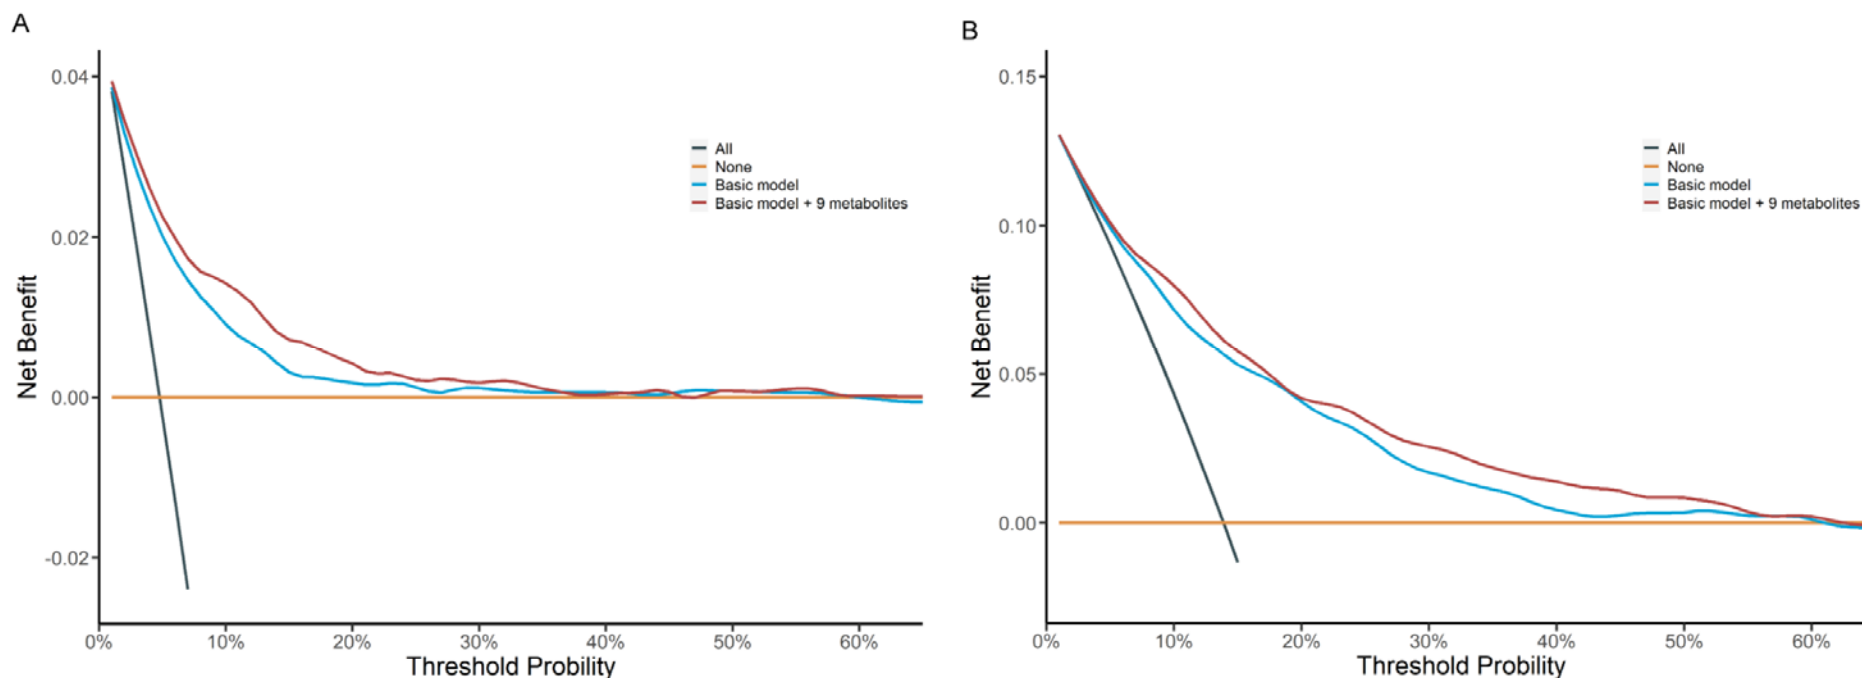 A
0.04
0.02
0.00
-0.02
Net Benefit
All
None
Basic model
Basic model + 9 metabolites
0%
10%
20%
30%
40%
50%
60%
Threshold Probility
B
0.15
0.10
0.05
0.00
Net Benefit
All
None
Basic model
Basic model + 9 metabolites
0%
10%
20%
30%
40%
50%
60%
Threshold Probility